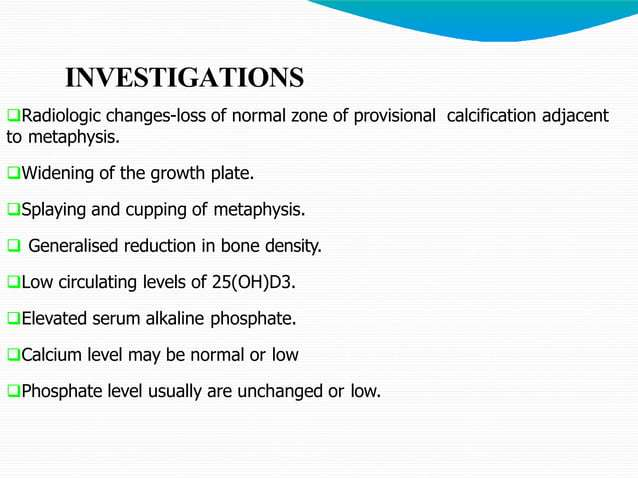 INVESTIGATIONS
Radiologic changes-loss of normal zone of provisional calcification adjacent
to metaphysis.
Widening of the growth plate.
Splaying and cupping of metaphysis.
Generalised reduction in bone density.
Low circulating levels of 25(OH)D3.
Elevated serum alkaline phosphate.
Calcium level may be normal or low
Phosphate level usually are unchanged or low.